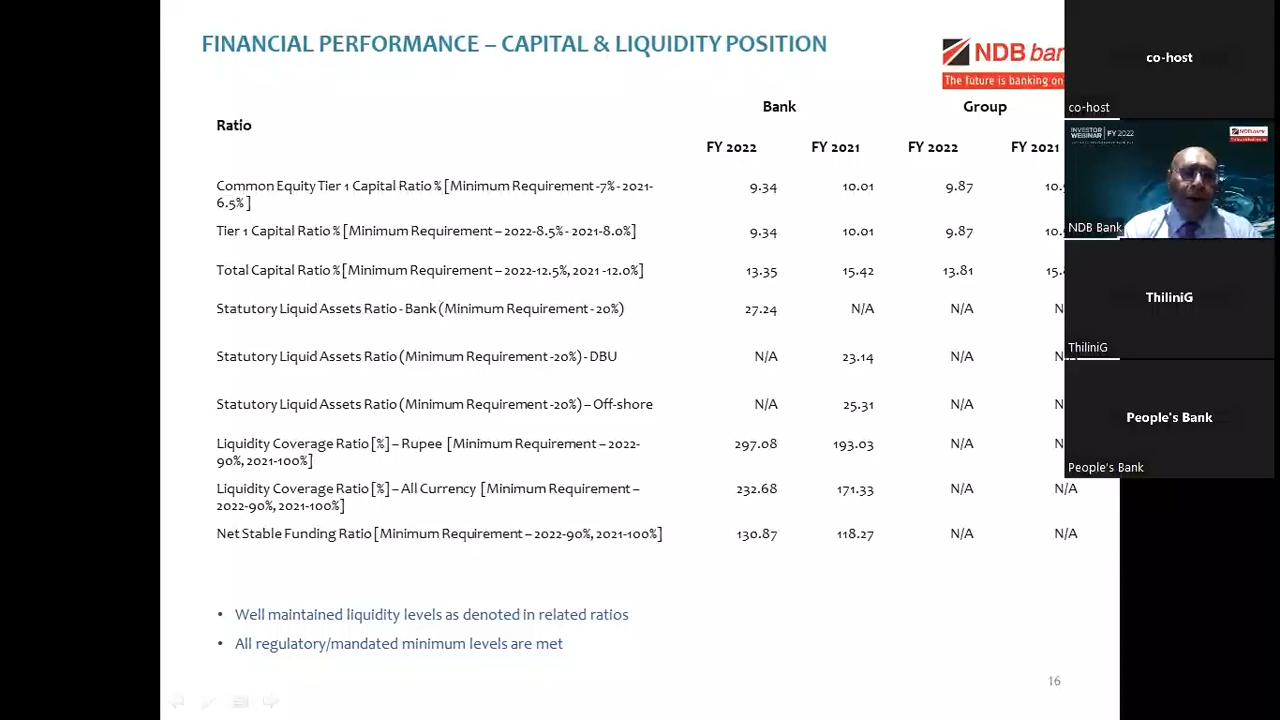 FINANCIAL PERFORMANCE – CAPITAL & LIQUIDITY POSITION
NDB
The future is banking on
Bank Group
Ratio
FY 2022 FY 2021 FY 2022 FY 2021
Common Equity Tier 1 Capital Ratio % [Minimum Requirement -7% - 2021- 9.34 10.01 9.87
6.5% ]
Tier 1 Capital Ratio % [Minimum Requirement – 2022-8.5% - 2021-8.0%] 9.34 10.01 9.87
Total Capital Ratio %[Minimum Requirement – 2022-12.5%, 2021 -12.0%] 13.35 15.42 13.81
Statutory Liquid Assets Ratio - Bank (Minimum Requirement - 20%) 27.24 N/A N/A
Statutory Liquid Assets Ratio (Minimum Requirement -20%) - DBU N/A 23.14 N/A
Statutory Liquid Assets Ratio (Minimum Requirement -20%) – Off-shore N/A 25.31 N/A
Liquidity Coverage Ratio [%] – Rupee [Minimum Requirement – 2022- 297.08 193.03 N/A
90%, 2021-100%]
Liquidity Coverage Ratio [%] – All Currency [Minimum Requirement – 232.68 171.33 N/A N/A
2022-90%, 2021-100%]
Net Stable Funding Ratio [Minimum Requirement – 2022-90%, 2021-100%] 130.87 118.27 N/A N/A
• Well maintained liquidity levels as denoted in related ratios
• All regulatory/mandated minimum levels are met
16
co-host
co-host
INVESTOR
WEBINAR FY 2022
NDB Bank
ThiliniG
ThiliniG
People's Bank
People's Bank